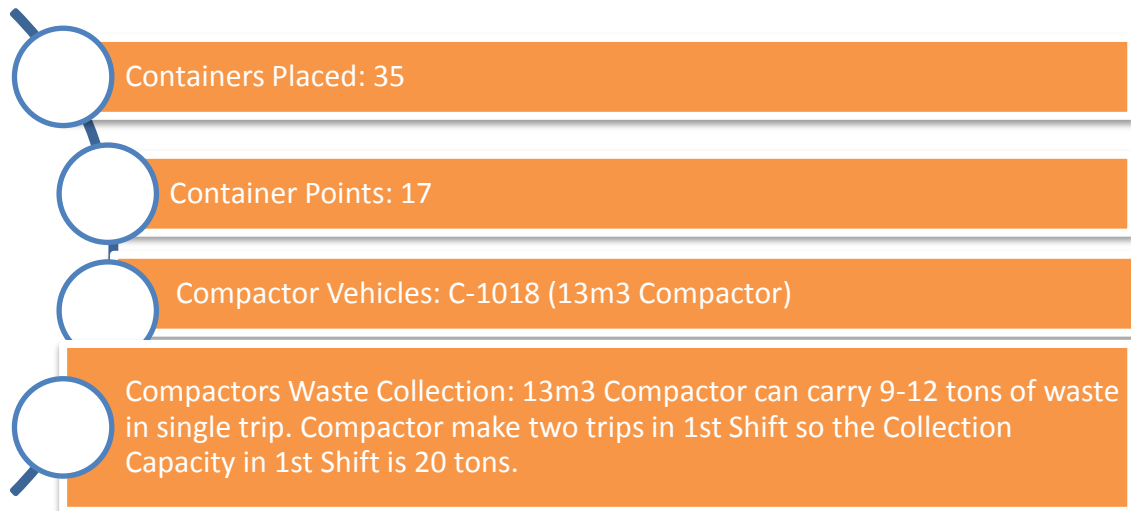 Containers Placed: 35
Container Points: 17
Compactor Vehicles: C-1018 (13m3 Compactor)
Compactors Waste Collection: 13m3 Compactor can carry 9-12 tons of waste
in single trip. Compactor make two trips in 1st Shift so the Collection
Capacity in 1st Shift is 20 tons.